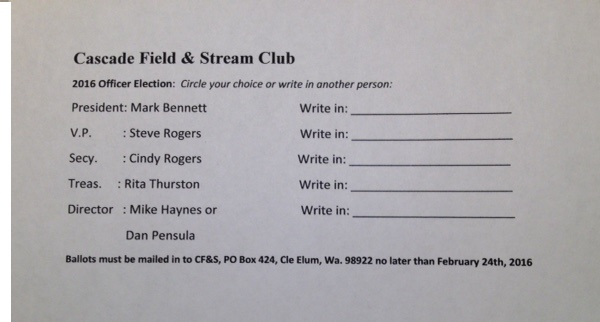 Cascade Field & Stream Club
2016 Officer Election: Circle your choice or write in another person:
President: Mark Bennett Write in: ____________________
V.P. : Steve Rogers Write in: ____________________
Secy. : Cindy Rogers Write in: ____________________
Treas. : Rita Thurston Write in: ____________________
Director : Mike Haynes or Write in: ____________________
Dan Pensula
Ballots must be mailed in to CF&S, PO Box 424, Cle Elum, Wa. 98922 no later than February 24th, 2016